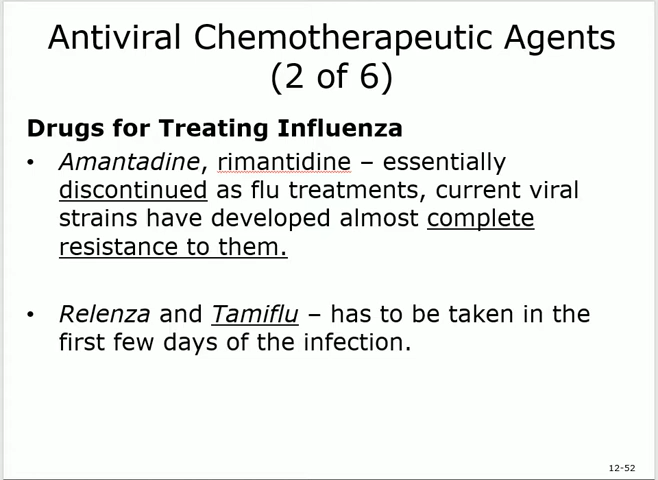 Antiviral Chemotherapeutic Agents
(2 of 6)
Drugs for Treating Influenza
• Amantadine, rimantidine – essentially
discontinued as flu treatments, current viral
strains have developed almost complete
resistance to them.
• Relenza and Tamiflu – has to be taken in the
first few days of the infection.
12-52